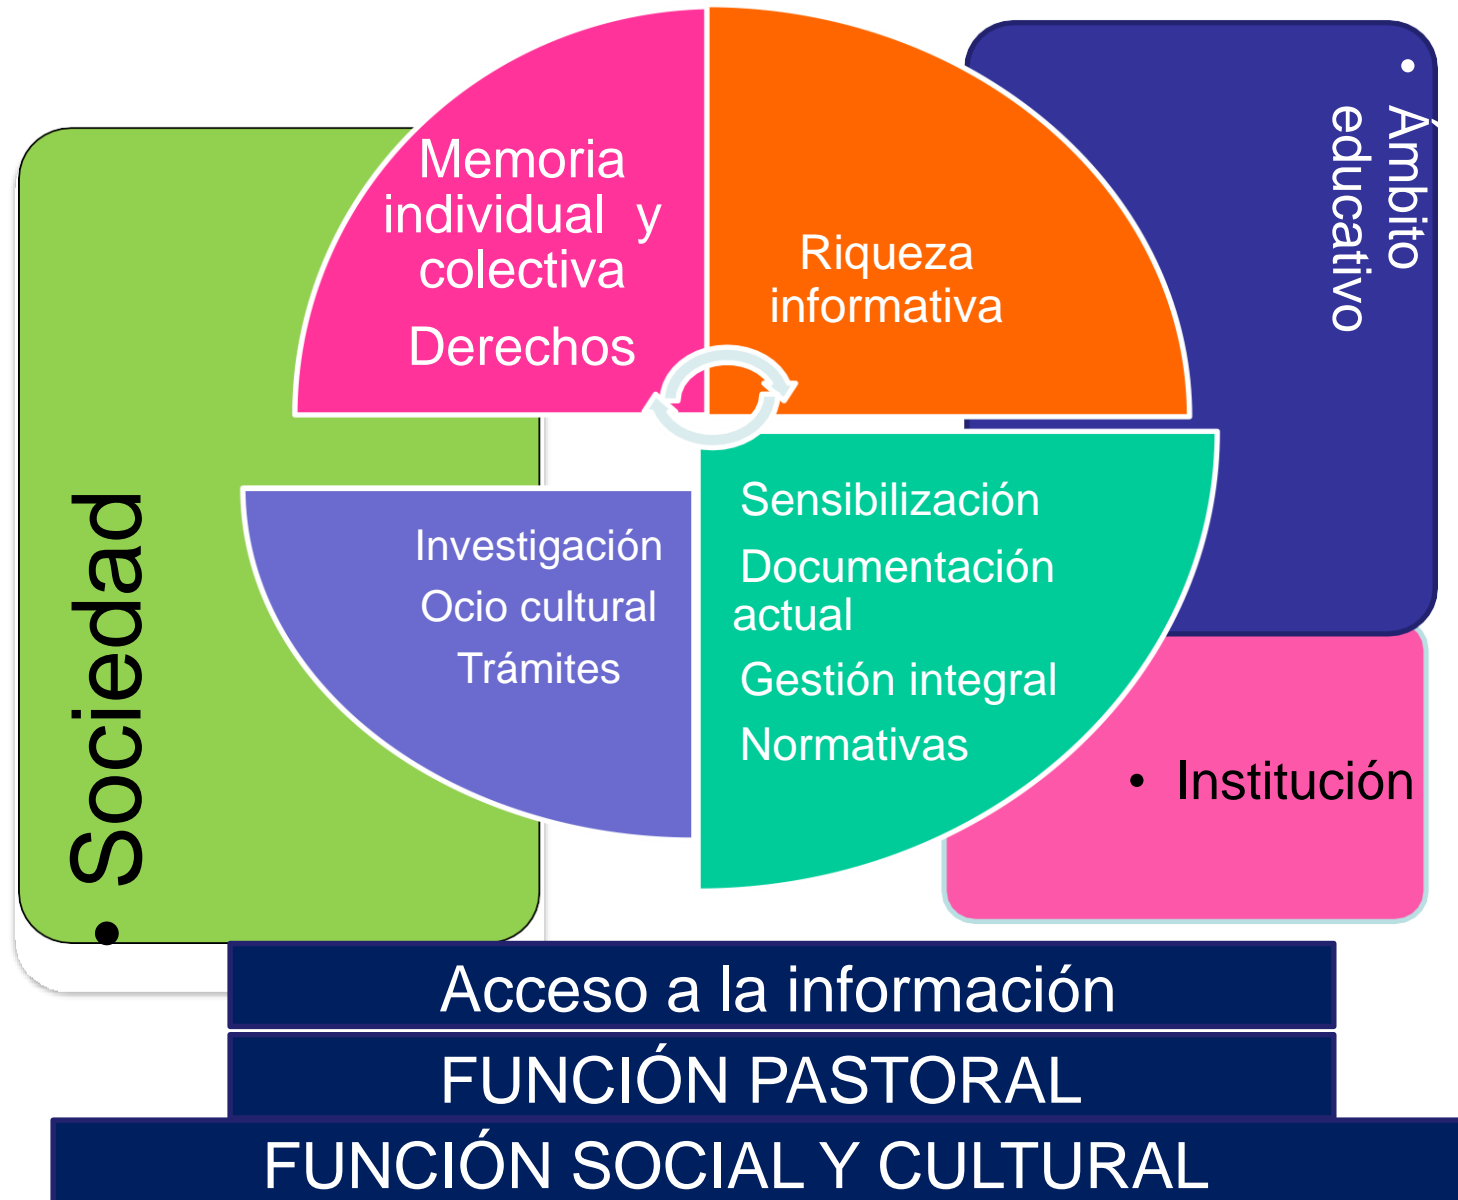 Memoria
individual y
colectiva
Derechos
Riqueza
informativa
• Ámbito
educativo
• Sociedad
Investigación
Ocio cultural
Trámites
Sensibilización
Documentación
actual
Gestión integral
Normativas
• Institución
Acceso a la información
FUNCIÓN PASTORAL
FUNCIÓN SOCIAL Y CULTURAL